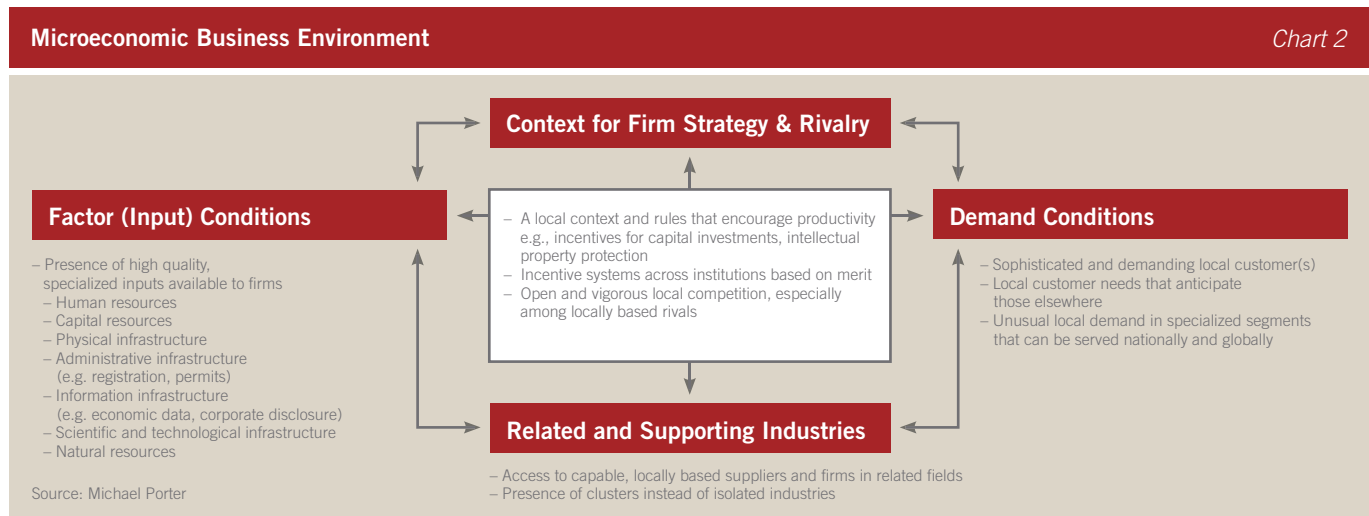 Microeconomic Business Environment
Chart 2
Context for Firm Strategy & Rivalry
Factor (Input) Conditions
– Presence of high quality,
specialized inputs available to firms
– Human resources
– Capital resources
– Physical infrastructure
– Administrative infrastructure
(e.g. registration, permits)
– Information infrastructure
(e.g. economic data, corporate disclosure)
– Scientific and technological infrastructure
– Natural resources
– A local context and rules that encourage productivity
e.g., incentives for capital investments, intellectual
property protection
– Incentive systems across institutions based on merit
– Open and vigorous local competition, especially
among locally based rivals
Demand Conditions
– Sophisticated and demanding local customer(s)
– Local customer needs that anticipate
those elsewhere
– Unusual local demand in specialized segments
that can be served nationally and globally
Related and Supporting Industries
– Access to capable, locally based suppliers and firms in related fields
– Presence of clusters instead of isolated industries
Source: Michael Porter